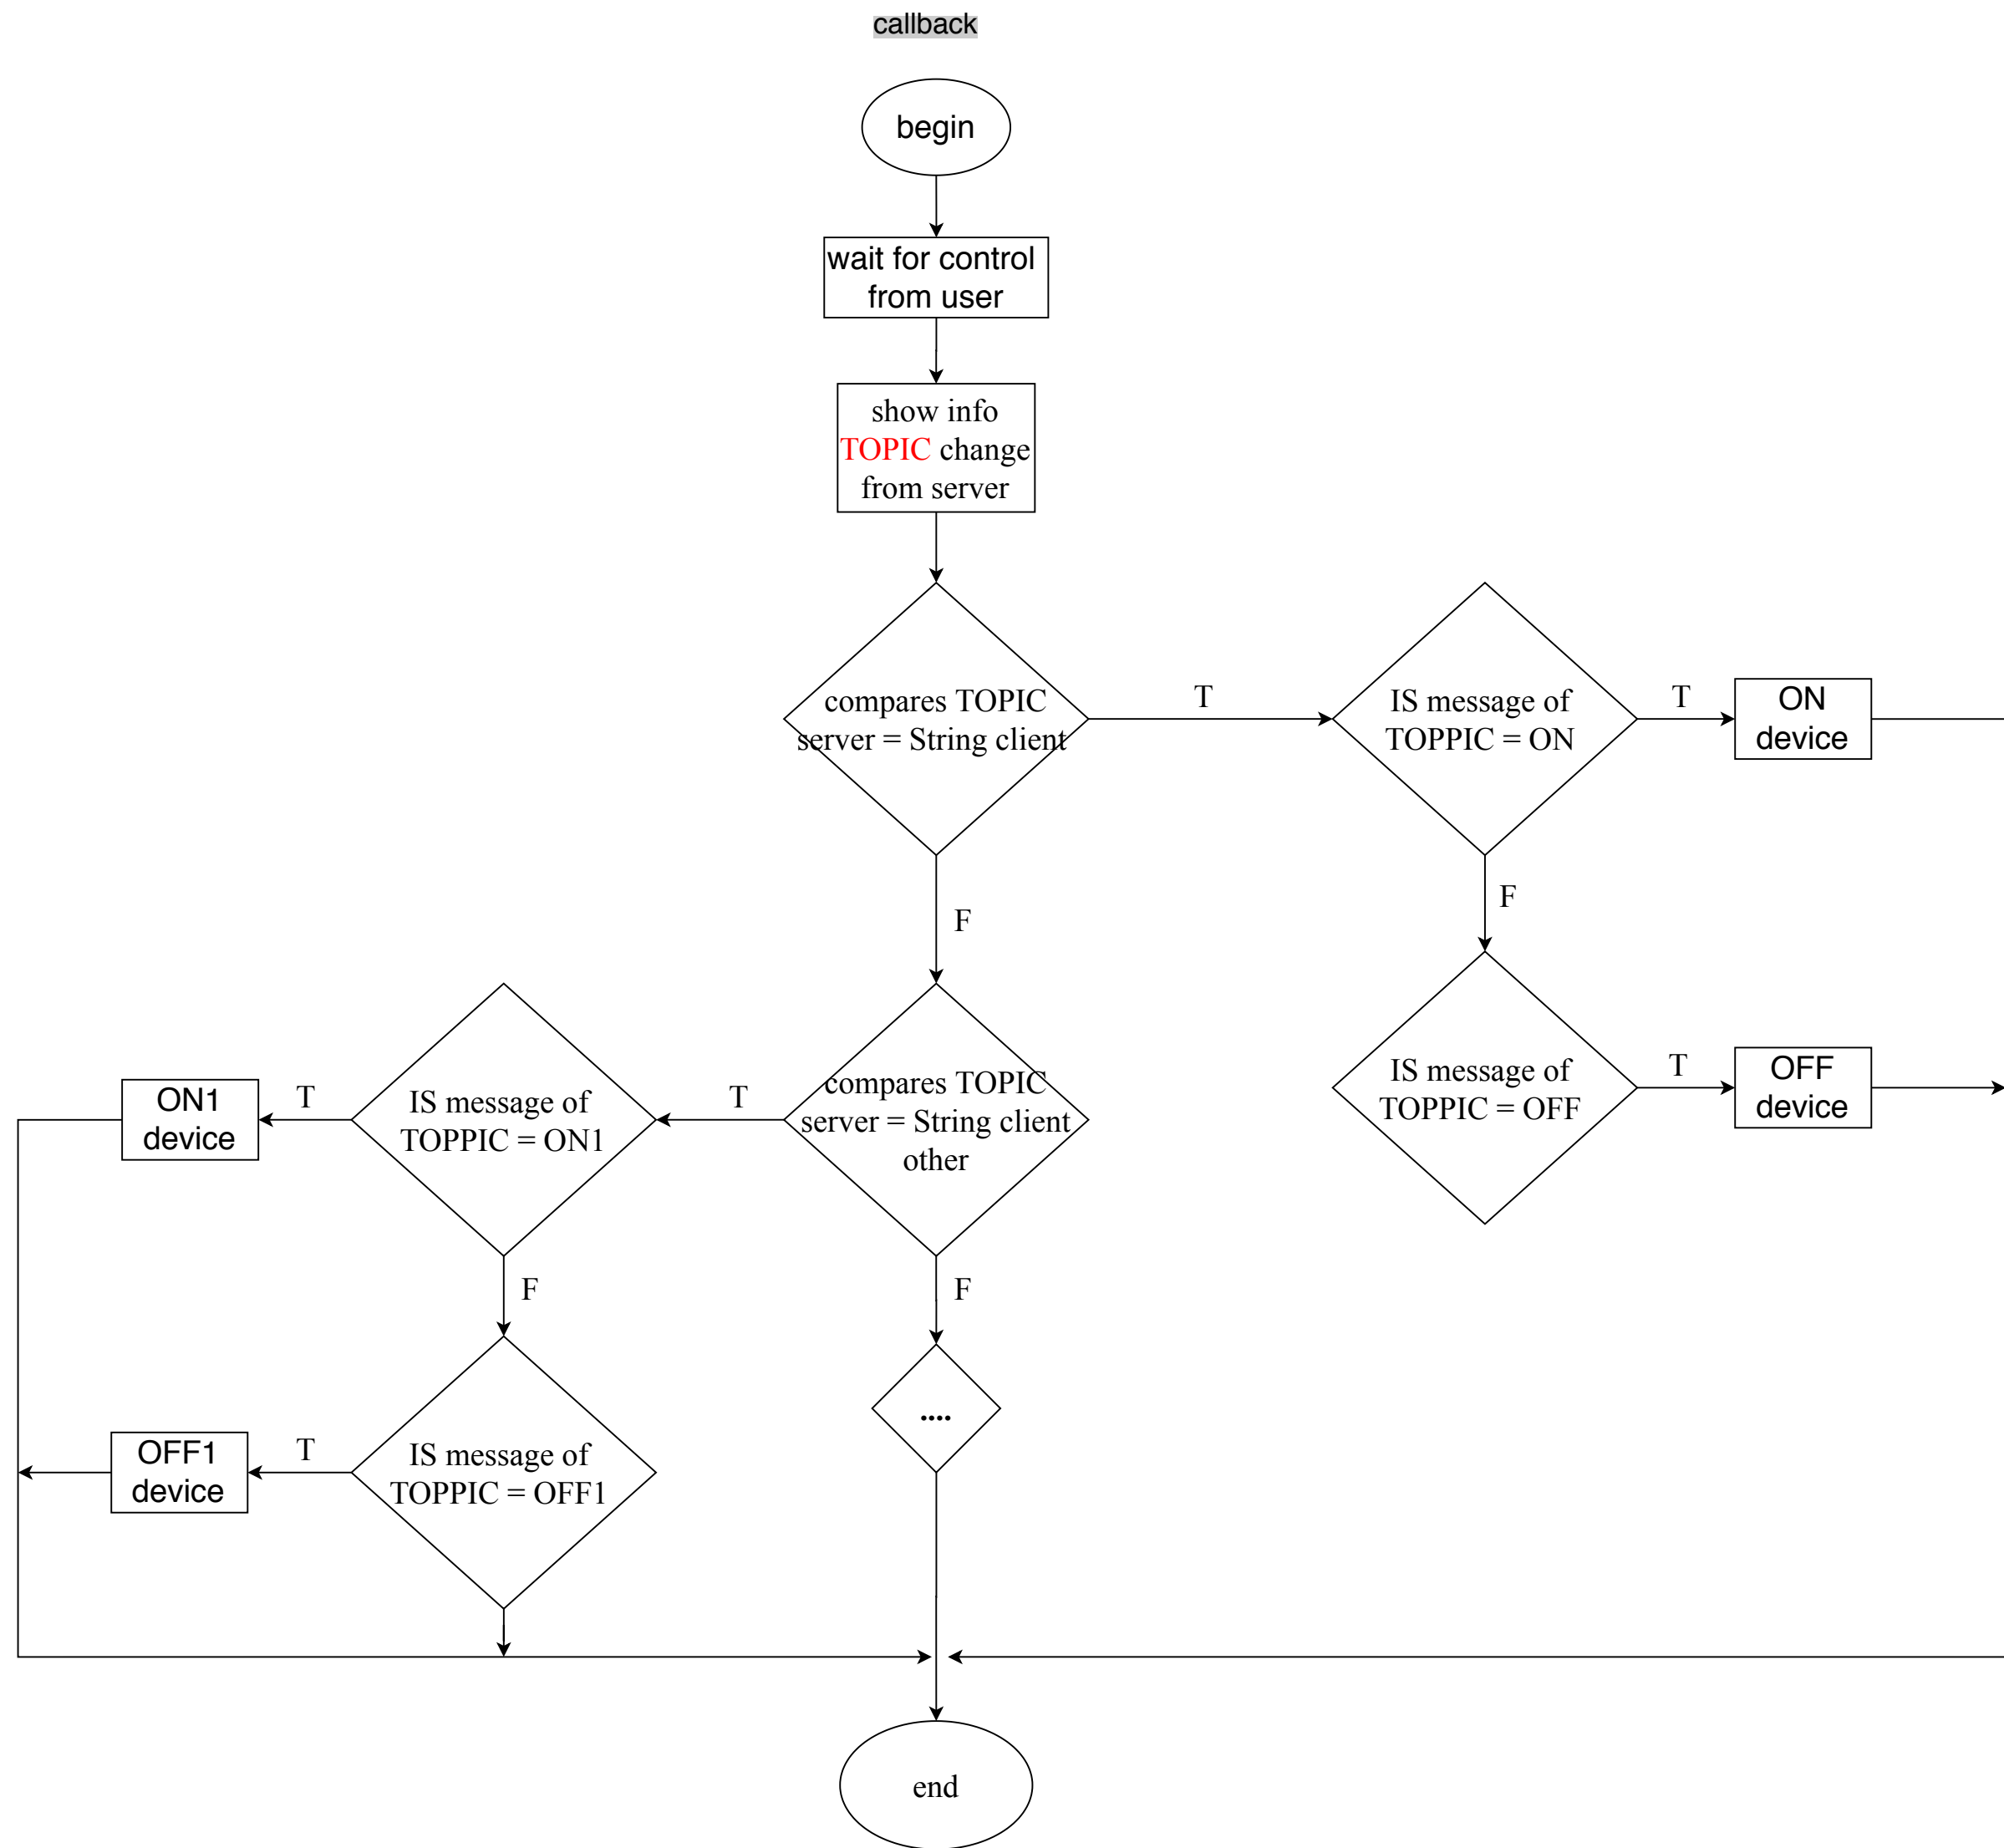 callback
begin
wait for control
from user
show info
TOPIC change
from server
compares TOPIC
server = String client
T
IS message of
TOPPIC = ON
T
ON
device
F
F
IS message of
TOPPIC = OFF
T
OFF
device
compares TOPIC
server = String client
other
T
IS message of
TOPPIC = ON1
T
ON1
device
F
F
....
IS message of
TOPPIC = OFF1
T
OFF1
device
end